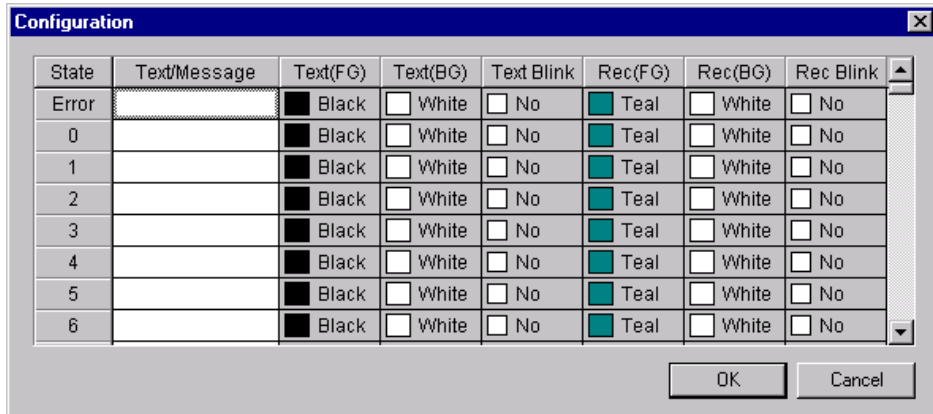 Configuration
State Text/Message Text(FG) Text(BG) Text Blink Rec(FG) Rec(BG) Rec Blink
Error Black White No Teal White No
0 Black White No Teal White No
1 Black White No Teal White No
2 Black White No Teal White No
3 Black White No Teal White No
4 Black White No Teal White No
5 Black White No Teal White No
6 Black White No Teal White No
OK Cancel